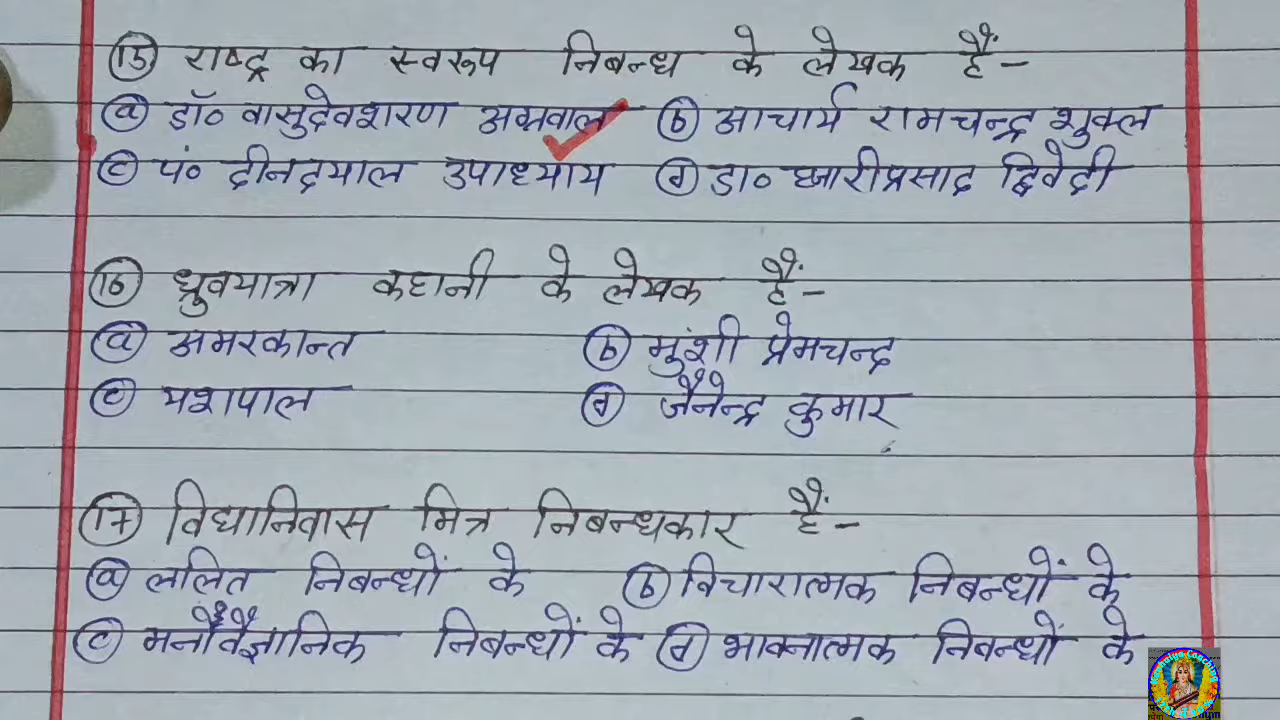 15 राष्ट्र का स्वरूप निबन्ध के लेखक हैं-
a डॉ० वासुदेवशरण अग्रवाल b आचार्य रामचन्द्र शुक्ल
c पं० दीनदयाल उपाध्याय d डा० हजारीप्रसाद द्विवेदी
16 ध्रुवयात्रा कहानी के लेखक हैं-
a अमरकान्त b मुंशी प्रेमचन्द्र
c यशपाल d जैनेन्द्र कुमार
17 विद्यानिवास मित्र निबन्धकार हैं-
a ललित निबन्धों के b विचारात्मक निबन्धों के
c मनोवैज्ञानिक निबन्धों के d भावनात्मक निबन्धों के